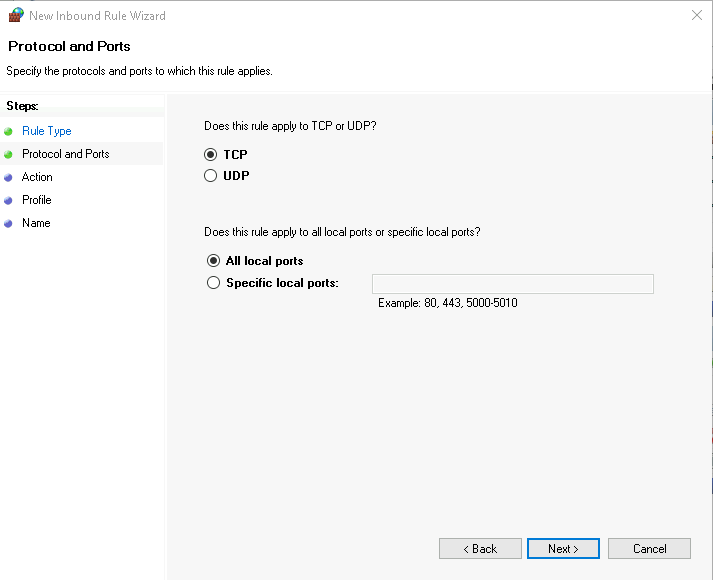 New Inbound Rule Wizard
Protocol and Ports
Specify the protocols and ports to which this rule applies.
Steps:
Rule Type
Protocol and Ports
Action
Profile
Name
Does this rule apply to TCP or UDP?
TCP
UDP
Does this rule apply to all local ports or specific local ports?
All local ports
Specific local ports:
Example: 80, 443, 5000-5010
< Back
Next >
Cancel